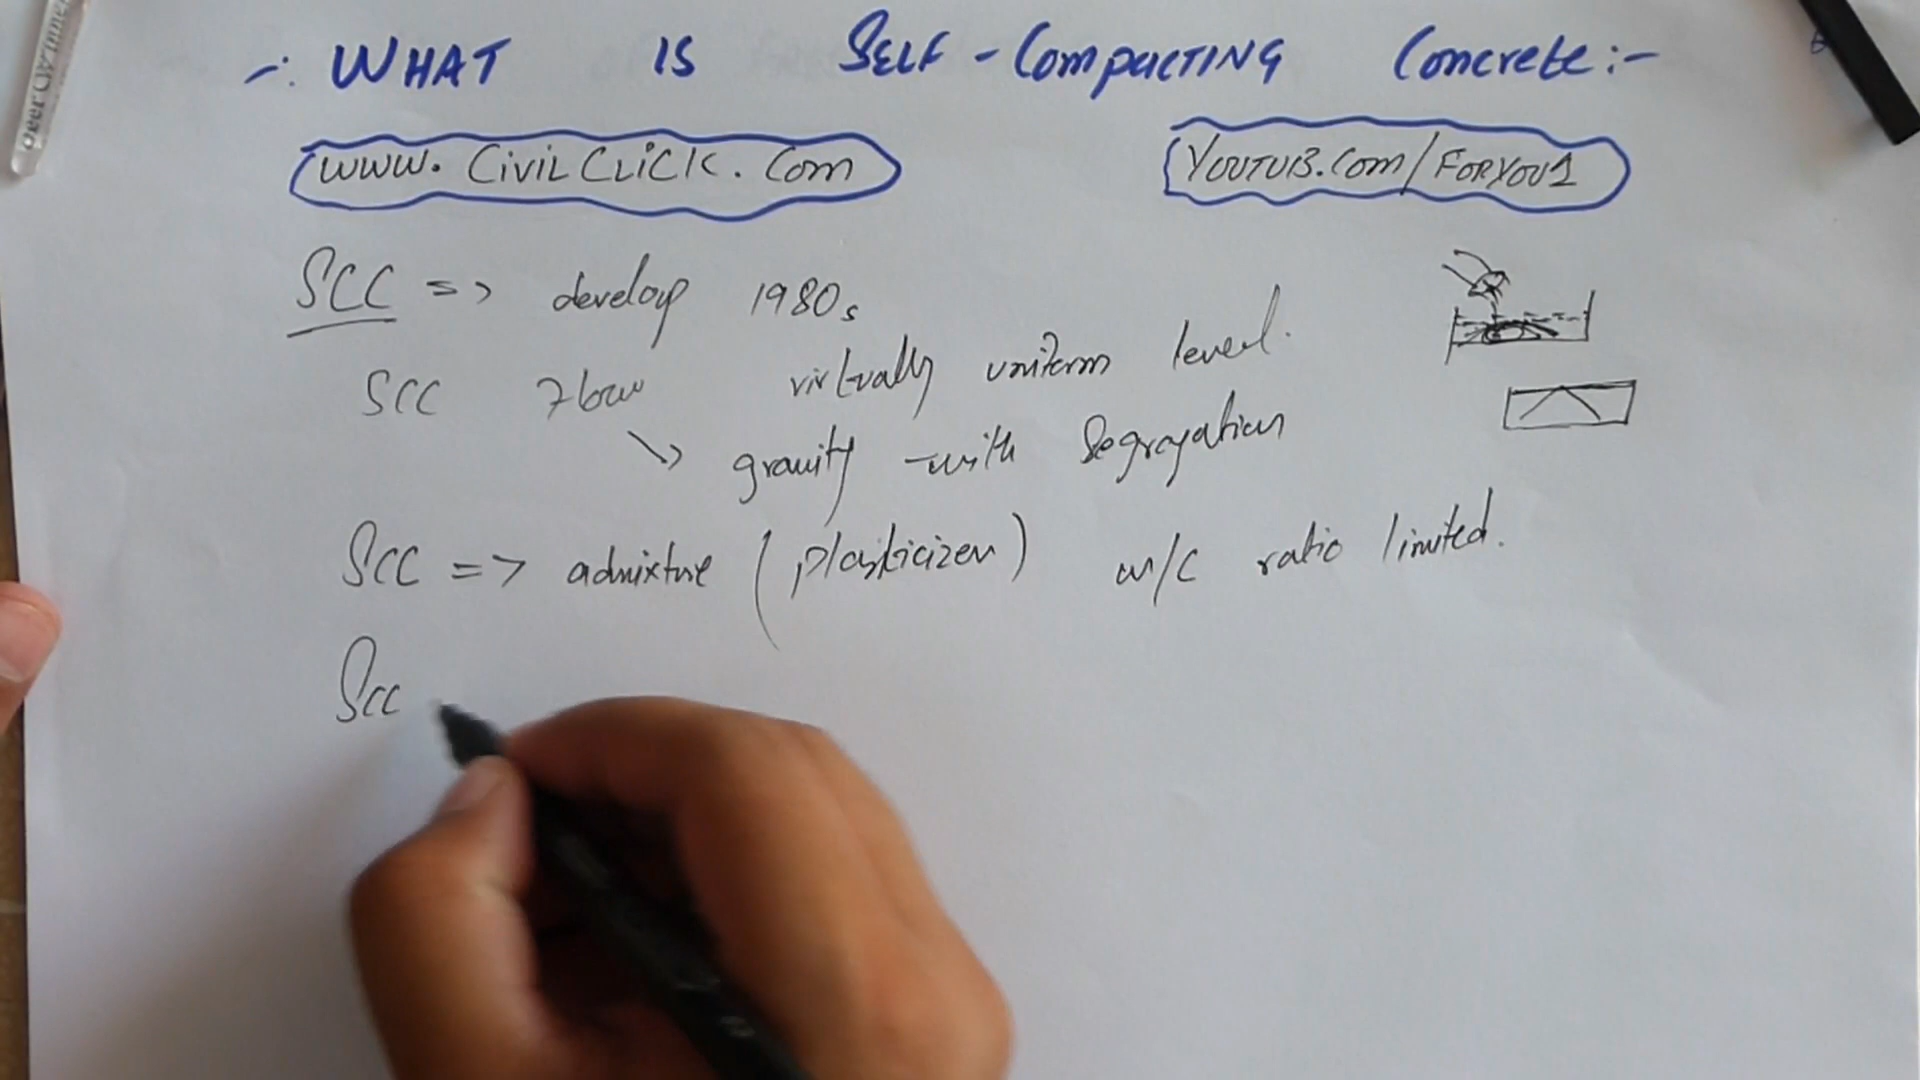 ∴ WHAT IS SELF-COMPACTING CONCRETE:-
WWW.CIVILCLICK.COM
YOUTUB.COM/FORYOU1
SCC => develop 1980s
SCC flow virtually uniform level.
↘ gravity -with Segregation
SCC => admixture (plasticizer) w/c ratio limited.
SCC